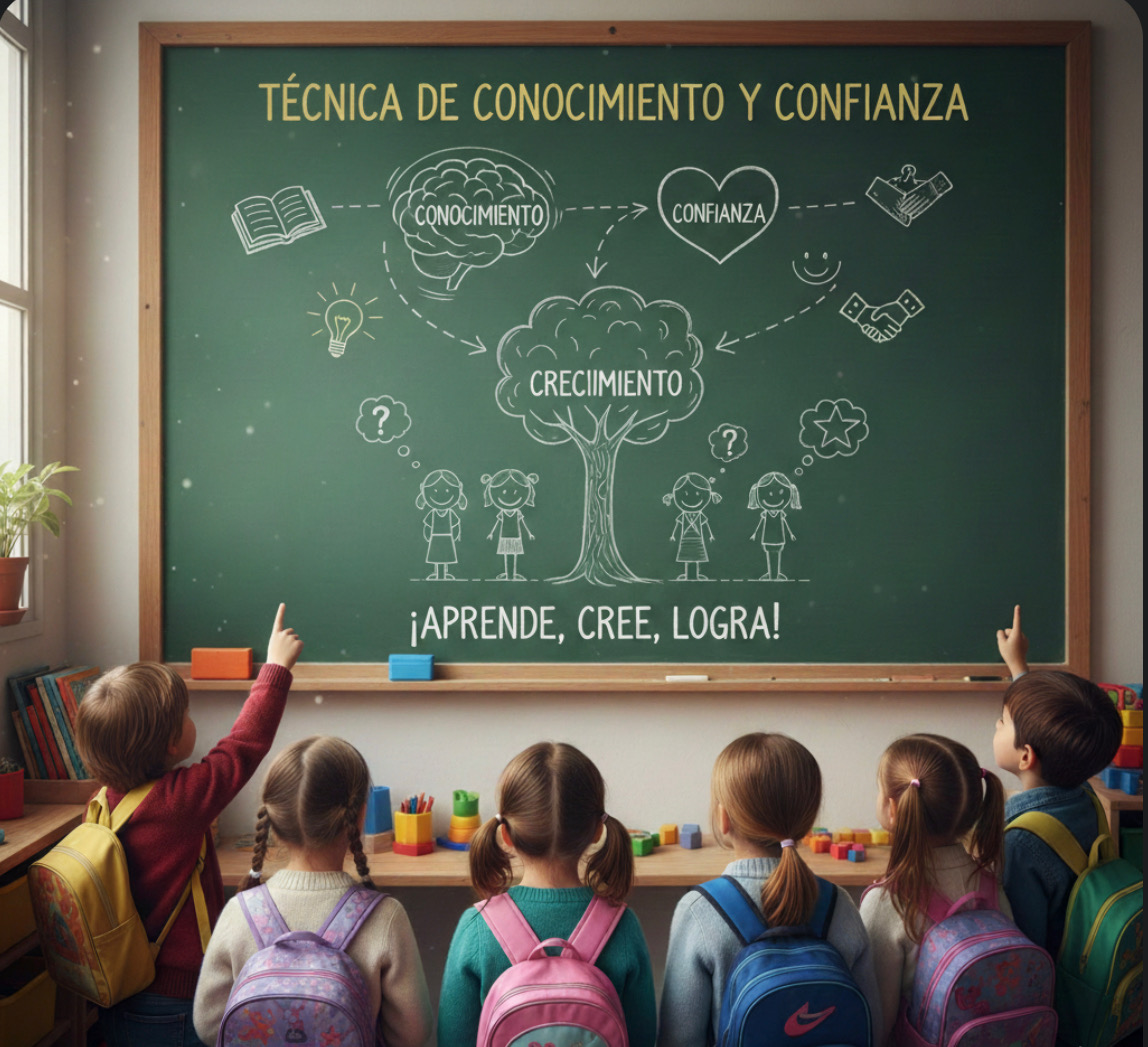 TÉCNICA DE CONOCIMIENTO Y CONFIANZA
CONOCIMIENTO
CONFIANZA
CRECIIMIENTO
?
?
¡APRENDE, CREE, LOGRA!